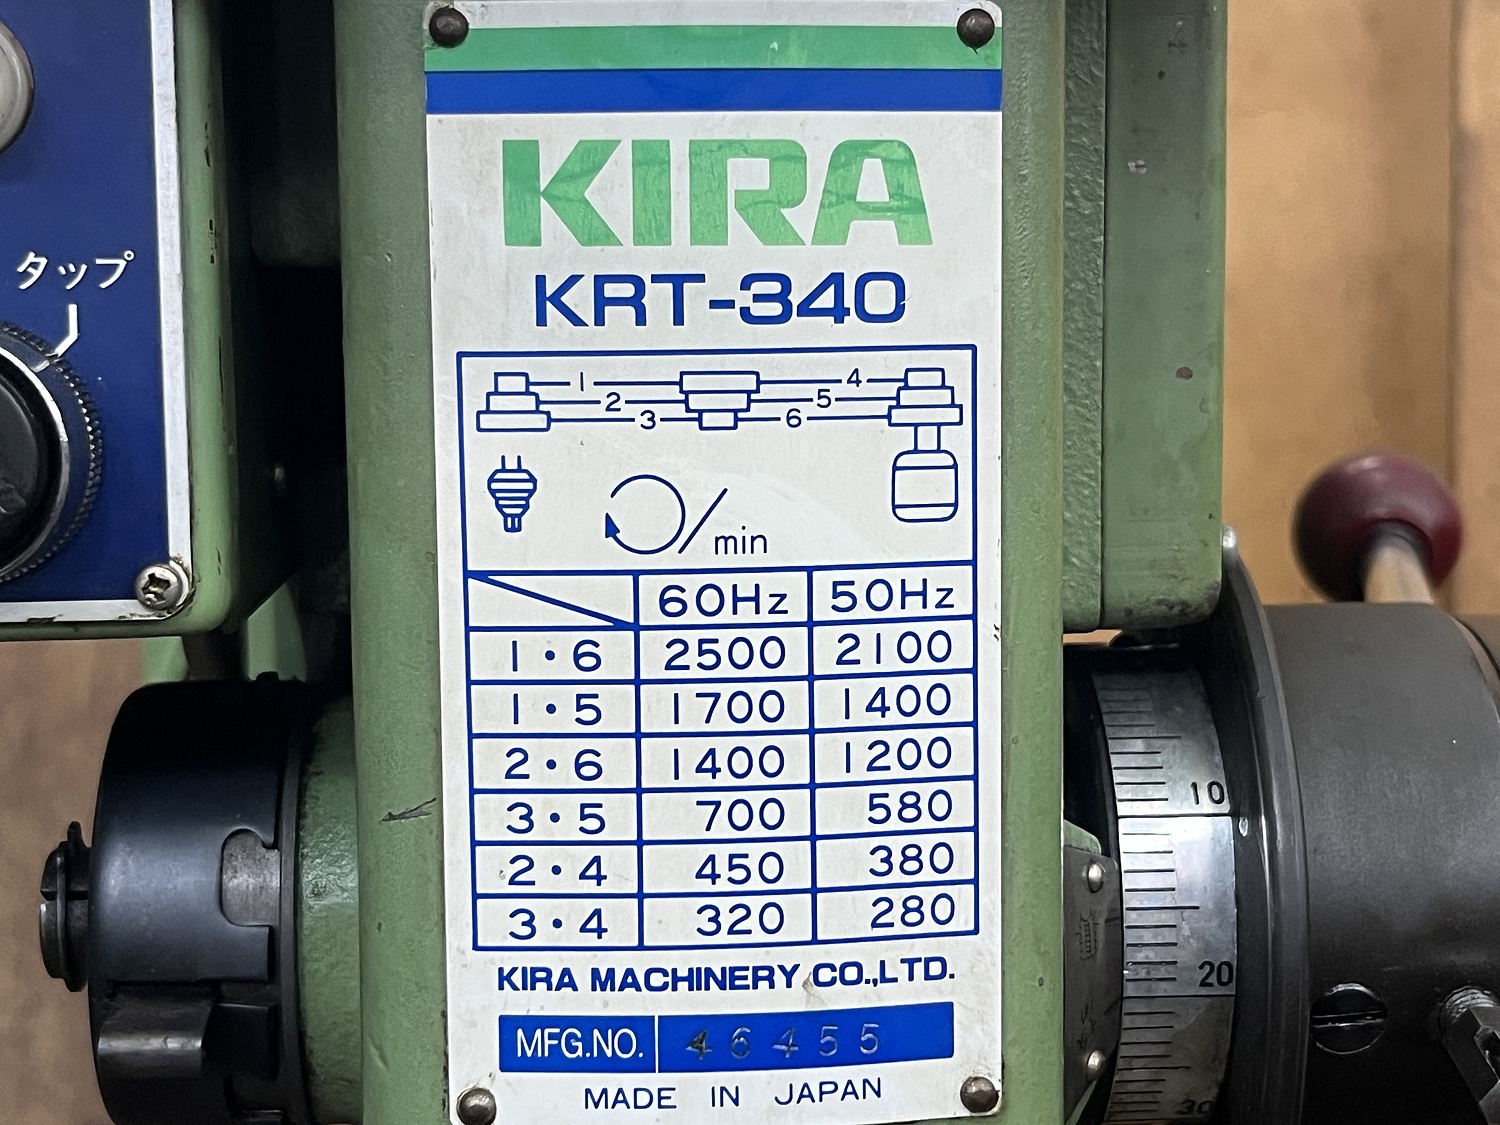 タップ
KIRA
KRT-340
1 4
2 5
3 6
/min
60Hz 50Hz
1・6 2500 2100
1・5 1700 1400
2・6 1400 1200
3・5 700 580
2・4 450 380
3・4 320 280
KIRA MACHINERY CO.,LTD.
MFG.NO. 46455
MADE IN JAPAN
10
20
30